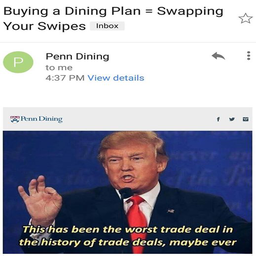 Buying a Dining Plan = Swapping
Your Swipes Inbox
P
Penn Dining
to me
4:37 PM View details
Penn Dining
This has been the worst trade deal in
the history of trade deals, maybe ever